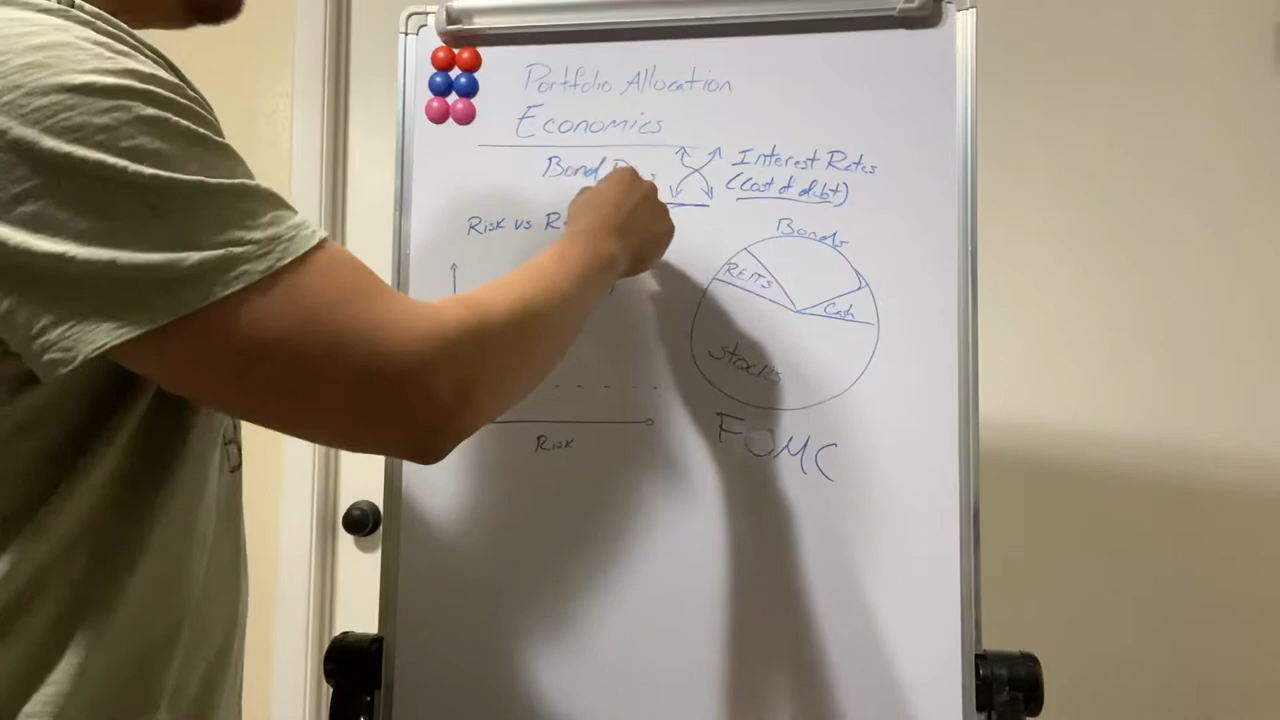 Portfolio Allocation
Economics
Bond
Interest Rates
(Cost of debt)
Risk vs
Bonds
REITs
Cash
Stocks
FOMC
Risk